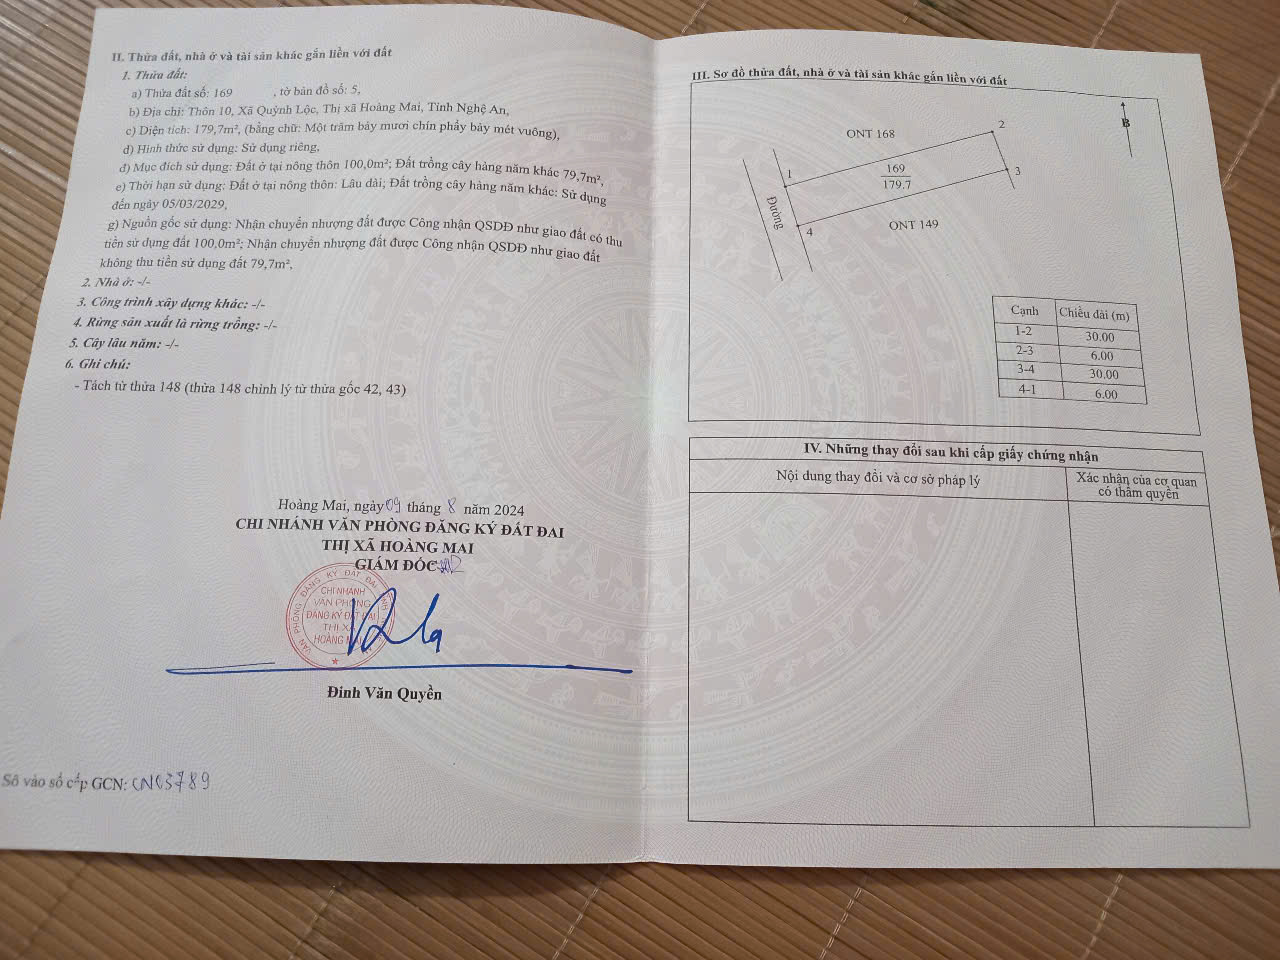 II. Thửa đất, nhà ở và tài sản khác gắn liền với đất
1. Thửa đất:
a) Thửa đất số: 169 , tờ bản đồ số: 5,
b) Địa chỉ: Thôn 10, Xã Quỳnh Lộc, Thị xã Hoàng Mai, Tỉnh Nghệ An,
c) Diện tích: 179,7m², (bằng chữ: Một trăm bảy mươi chín phẩy bảy mét vuông),
d) Hình thức sử dụng: Sử dụng riêng,
đ) Mục đích sử dụng: Đất ở tại nông thôn 100,0m²; Đất trồng cây hàng năm khác 79,7m²,
e) Thời hạn sử dụng: Đất ở tại nông thôn: Lâu dài; Đất trồng cây hàng năm khác: Sử dụng
đến ngày 05/03/2029,
g) Nguồn gốc sử dụng: Nhận chuyển nhượng đất được Công nhận QSDĐ như giao đất có thu
tiền sử dụng đất 100,0m²; Nhận chuyển nhượng đất được Công nhận QSDĐ như giao đất
không thu tiền sử dụng đất 79,7m²,
2. Nhà ở: -/-
3. Công trình xây dựng khác: -/-
4. Rừng sản xuất là rừng trồng: -/-
5. Cây lâu năm: -/-
6. Ghi chú:
- Tách từ thửa 148 (thửa 148 chỉnh lý từ thửa gốc 42, 43)
Hoàng Mai, ngày 09 tháng 8 năm 2024
CHI NHÁNH VĂN PHÒNG ĐĂNG KÝ ĐẤT ĐAI
THỊ XÃ HOÀNG MAI
GIÁM ĐỐC
CHI NHÁNH
VĂN PHÒNG
ĐĂNG KÝ ĐẤT ĐAI
THỊ XÃ
HOÀNG MAI
Đinh Văn Quyền
Số vào sổ cấp GCN: CN03789
III. Sơ đồ thửa đất, nhà ở và tài sản khác gắn liền với đất
B
ONT 168
2
1
169
179.7
3
Đường
4
ONT 149
Cạnh Chiều dài (m)
1-2 30.00
2-3 6.00
3-4 30.00
4-1 6.00
IV. Những thay đổi sau khi cấp giấy chứng nhận
Nội dung thay đổi và cơ sở pháp lý
Xác nhận của cơ quan
có thẩm quyền